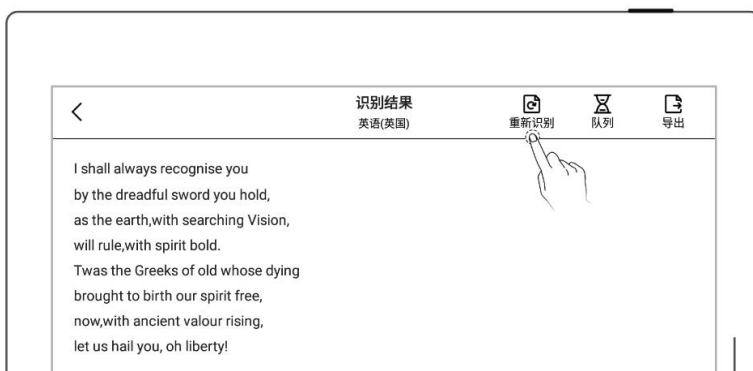 识别结果
英语(英国)
重新识别
队列
导出
I shall always recognise you
by the dreadful sword you hold,
as the earth,with searching Vision,
will rule,with spirit bold.
Twas the Greeks of old whose dying
brought to birth our spirit free,
now,with ancient valour rising,
let us hail you, oh liberty!